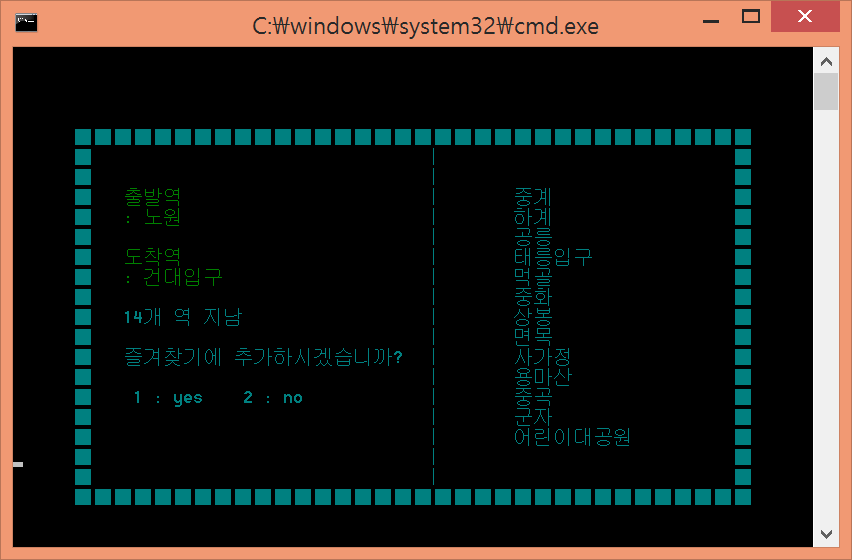 C:₩windows₩system32₩cmd.exe
출발역
: 노원
도착역
: 건대입구
14개 역 지남
즐겨찾기에 추가하시겠습니까?
1 : yes 2 : no
중계
하계
공릉
태릉입구
먹골
중화
상봉
면목
사가정
용마산
중곡
군자
어린이대공원